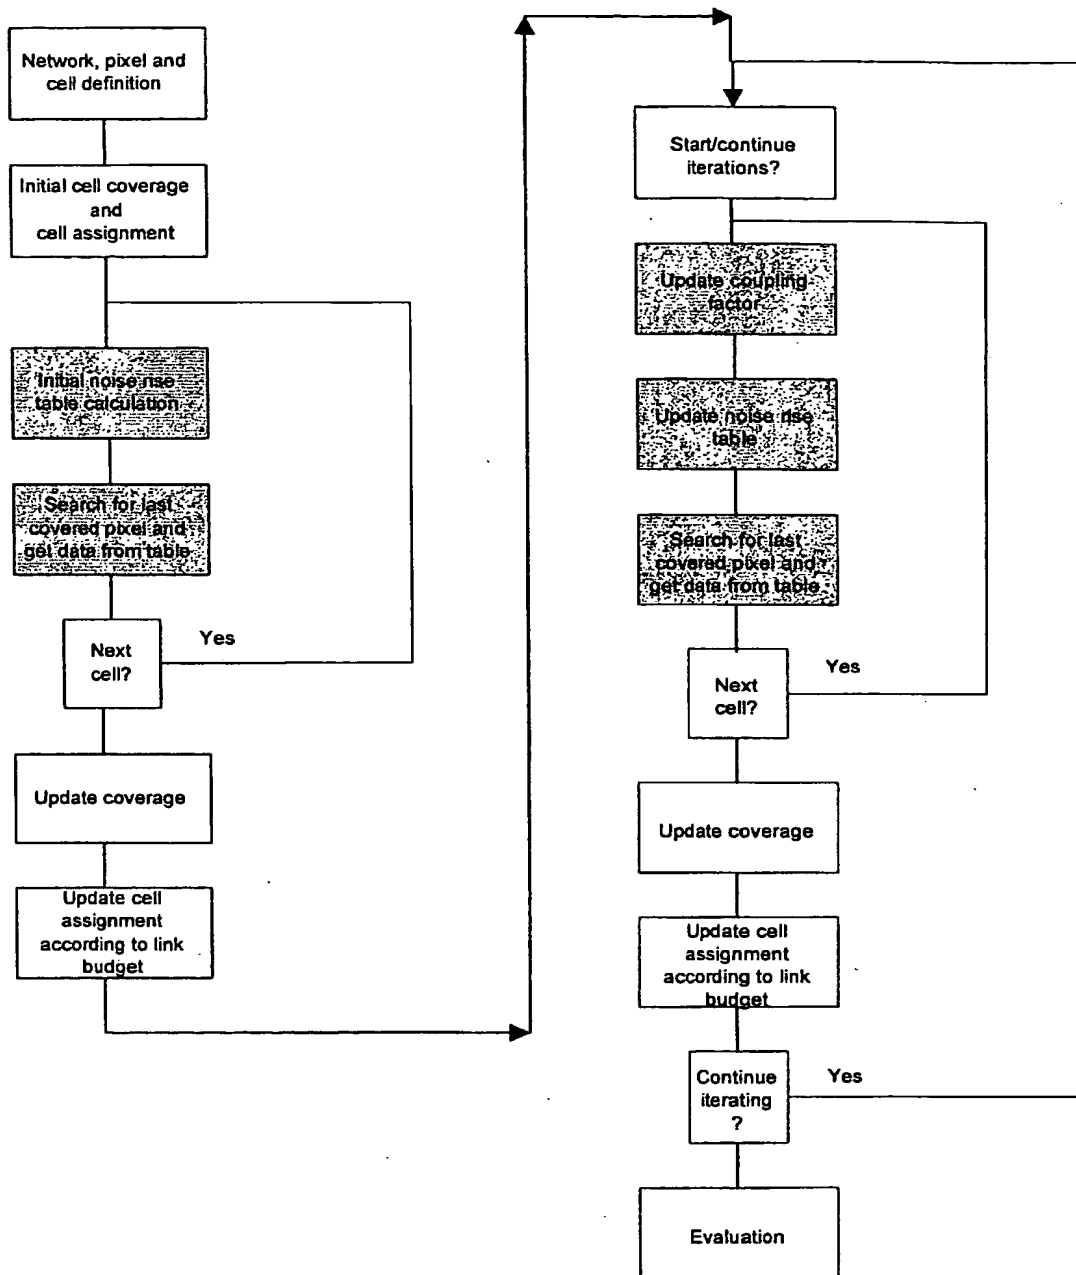 Network, pixel and
cell definition
Initial cell coverage
and
cell assignment
Initial noise rise
table calculation
Search for last
covered pixel and
get data from table
Next
cell?
Yes
Update coverage
Update cell
assignment
according to link
budget
Start/continue
iterations?
Update coupling
factor
Update noise rise
table
Search for last
covered pixel and
get data from table
Next
cell?
Yes
Update coverage
Update cell
assignment
according to link
budget
Continue
iterating
?
Yes
Evaluation